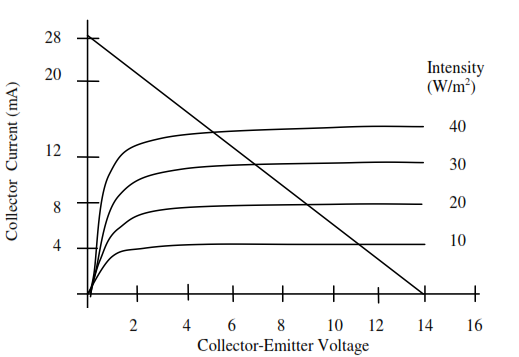 28
20
12
8
4
Collector Current (mA)
Intensity
(W/m²)
40
30
20
10
2 4 6 8 10 12 14 16
Collector-Emitter Voltage